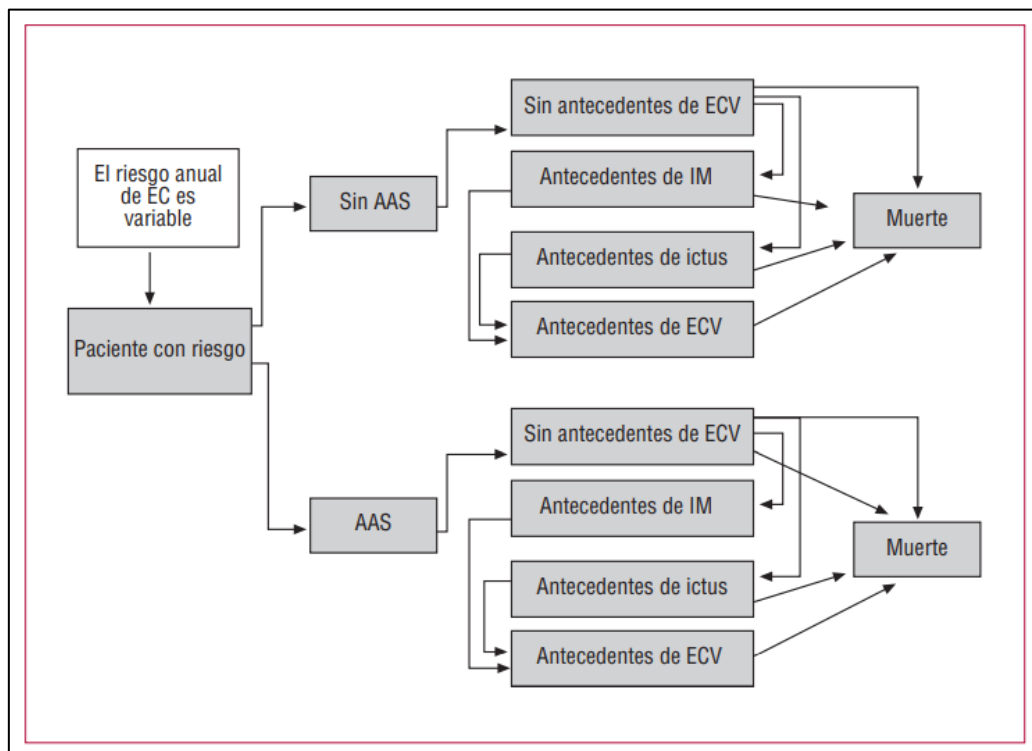 El riesgo anual
de EC es
variable
Paciente con riesgo
Sin AAS
Sin antecedentes de ECV
Antecedentes de IM
Antecedentes de ictus
Antecedentes de ECV
Muerte
AAS
Sin antecedentes de ECV
Antecedentes de IM
Antecedentes de ictus
Antecedentes de ECV
Muerte